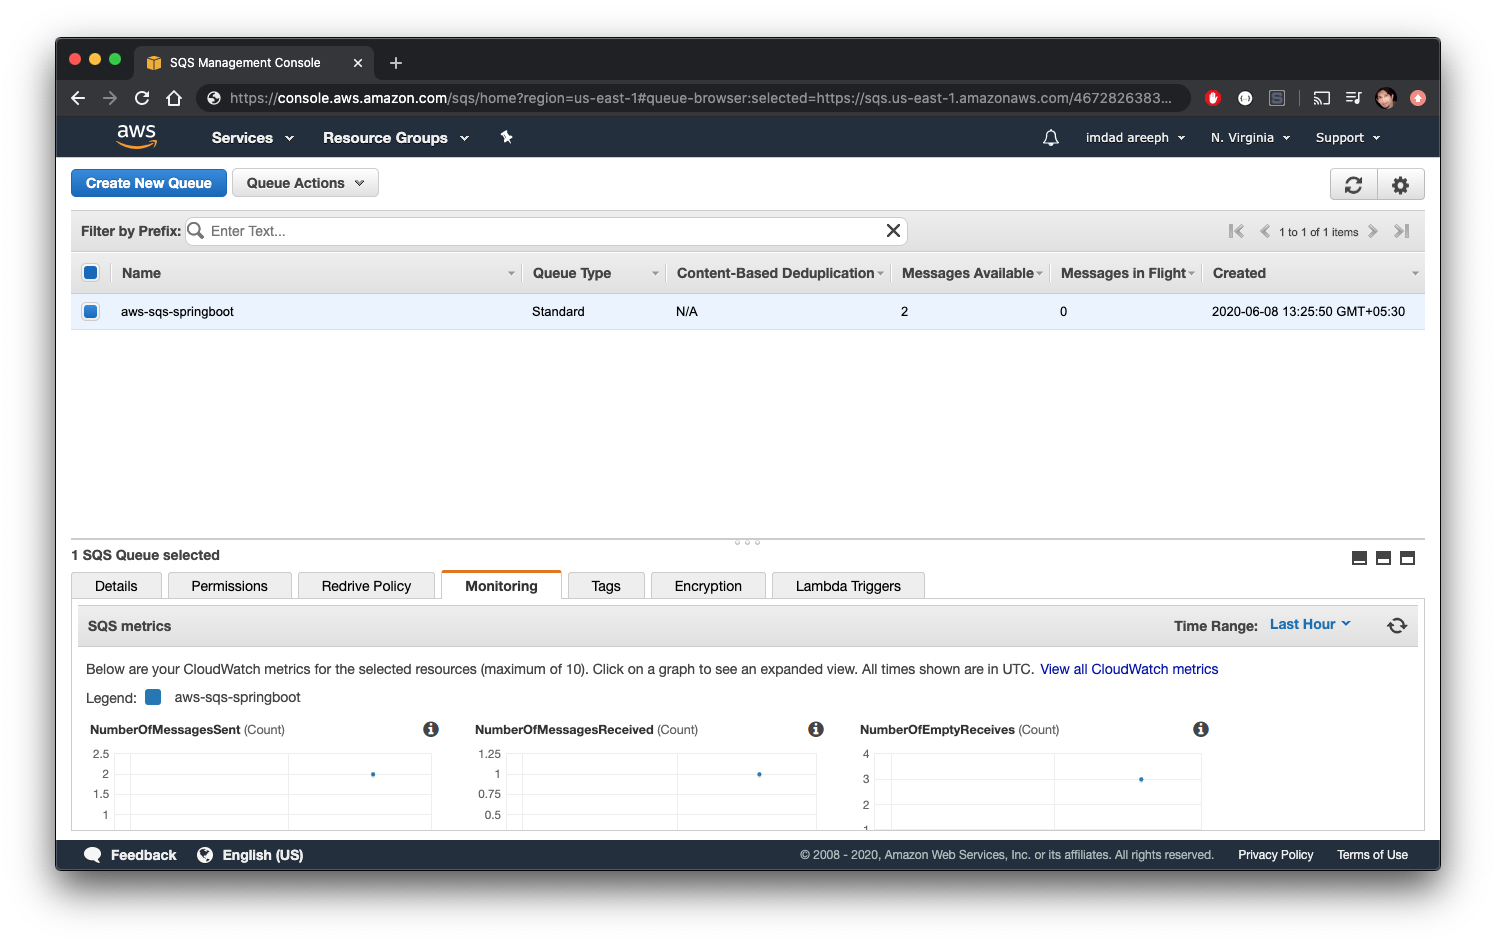 SQS Management Console
https://console.aws.amazon.com/sqs/home?region=us-east-1#queue-browser:selected=https://sqs.us-east-1.amazonaws.com/4672826383...
aws Services Resource Groups imdad areeph N. Virginia Support
Create New Queue Queue Actions
Filter by Prefix: Enter Text... 1 to 1 of 1 items
Name Queue Type Content-Based Deduplication Messages Available Messages in Flight Created
aws-sqs-springboot Standard N/A 2 0 2020-06-08 13:25:50 GMT+05:30
1 SQS Queue selected
Details Permissions Redrive Policy Monitoring Tags Encryption Lambda Triggers
SQS metrics Time Range: Last Hour
Below are your CloudWatch metrics for the selected resources (maximum of 10). Click on a graph to see an expanded view. All times shown are in UTC. View all CloudWatch metrics
Legend: aws-sqs-springboot
NumberOfMessagesSent (Count) NumberOfMessagesReceived (Count) NumberOfEmptyReceives (Count)
2.5 1.25 4
2 1 3
1.5 0.75 2
1 0.5 1
Feedback English (US) © 2008 - 2020, Amazon Web Services, Inc. or its affiliates. All rights reserved. Privacy Policy Terms of Use